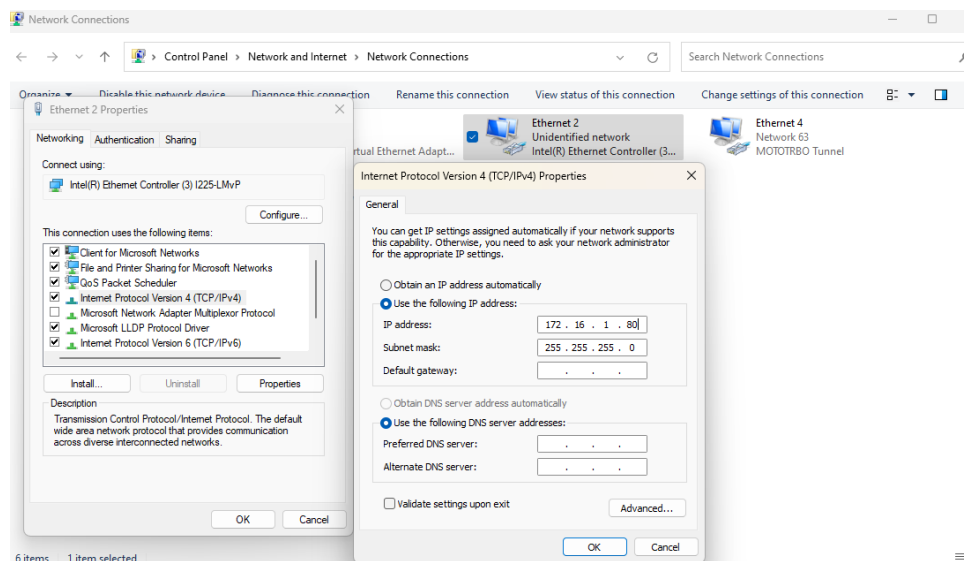 Network Connections
Control Panel > Network and Internet > Network Connections
Search Network Connections
Organize Disable this network device Diagnose this connection Rename this connection View status of this connection Change settings of this connection
Ethernet 2 Properties
Networking Authentication Sharing
Connect using:
Intel(R) Ethernet Controller (3) I225-LMvP
Configure...
This connection uses the following items:
Client for Microsoft Networks
File and Printer Sharing for Microsoft Networks
QoS Packet Scheduler
Internet Protocol Version 4 (TCP/IPv4)
Microsoft Network Adapter Multiplexor Protocol
Microsoft LLDP Protocol Driver
Internet Protocol Version 6 (TCP/IPv6)
Install... Uninstall Properties
Description
Transmission Control Protocol/Internet Protocol. The default
wide area network protocol that provides communication
across diverse interconnected networks.
OK Cancel
Ethernet Adapt...
Ethernet 2
Unidentified network
Intel(R) Ethernet Controller (3...
Ethernet 4
Network 63
MOTOTRBO Tunnel
Internet Protocol Version 4 (TCP/IPv4) Properties
General
You can get IP settings assigned automatically if your network supports
this capability. Otherwise, you need to ask your network administrator
for the appropriate IP settings.
Obtain an IP address automatically
Use the following IP address:
IP address: 172 . 16 . 1 . 80
Subnet mask: 255 . 255 . 255 . 0
Default gateway: . . .
Obtain DNS server address automatically
Use the following DNS server addresses:
Preferred DNS server: . . .
Alternate DNS server: . . .
Validate settings upon exit
Advanced...
OK Cancel
6 items 1 item selected